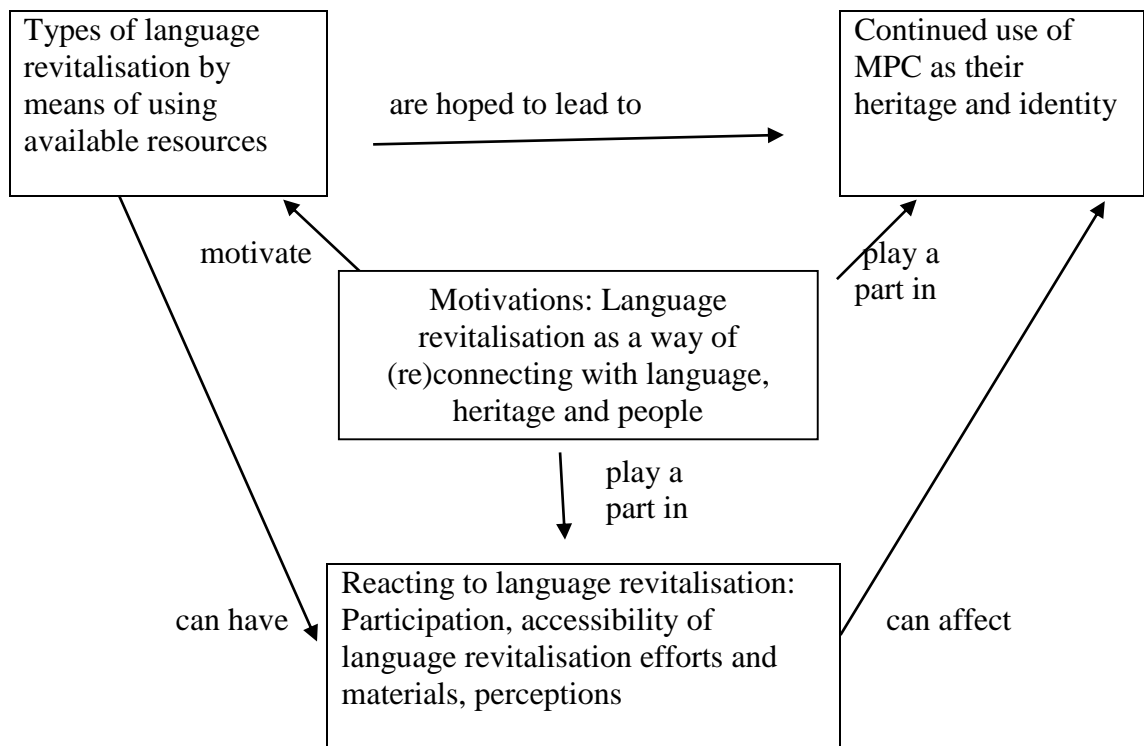 Types of language
revitalisation by
means of using
available resources
are hoped to lead to
Continued use of
MPC as their
heritage and identity
motivate
play a
part in
Motivations: Language
revitalisation as a way of
(re)connecting with language,
heritage and people
play a
part in
can have
Reacting to language revitalisation:
Participation, accessibility of
language revitalisation efforts and
materials, perceptions
can affect